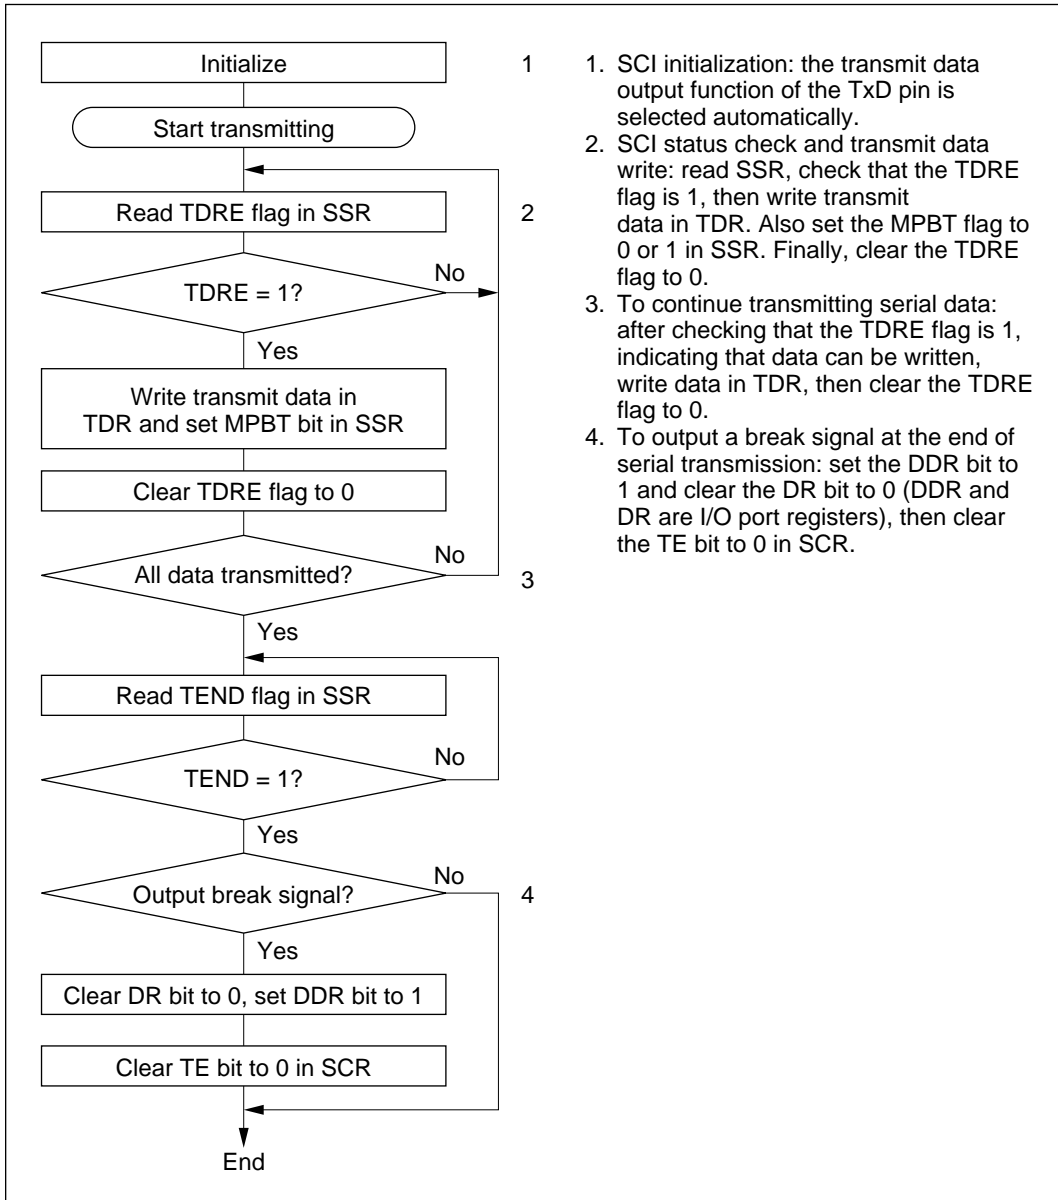 Initialize
1
Start transmitting
Read TDRE flag in SSR
2
TDRE = 1?
No
Yes
Write transmit data in
TDR and set MPBT bit in SSR
Clear TDRE flag to 0
All data transmitted?
No
3
Yes
Read TEND flag in SSR
TEND = 1?
No
Yes
Output break signal?
No
4
Yes
Clear DR bit to 0, set DDR bit to 1
Clear TE bit to 0 in SCR
End
1. SCI initialization: the transmit data
output function of the TxD pin is
selected automatically.
2. SCI status check and transmit data
write: read SSR, check that the TDRE
flag is 1, then write transmit
data in TDR. Also set the MPBT flag to
0 or 1 in SSR. Finally, clear the TDRE
flag to 0.
3. To continue transmitting serial data:
after checking that the TDRE flag is 1,
indicating that data can be written,
write data in TDR, then clear the TDRE
flag to 0.
4. To output a break signal at the end of
serial transmission: set the DDR bit to
1 and clear the DR bit to 0 (DDR and
DR are I/O port registers), then clear
the TE bit to 0 in SCR.